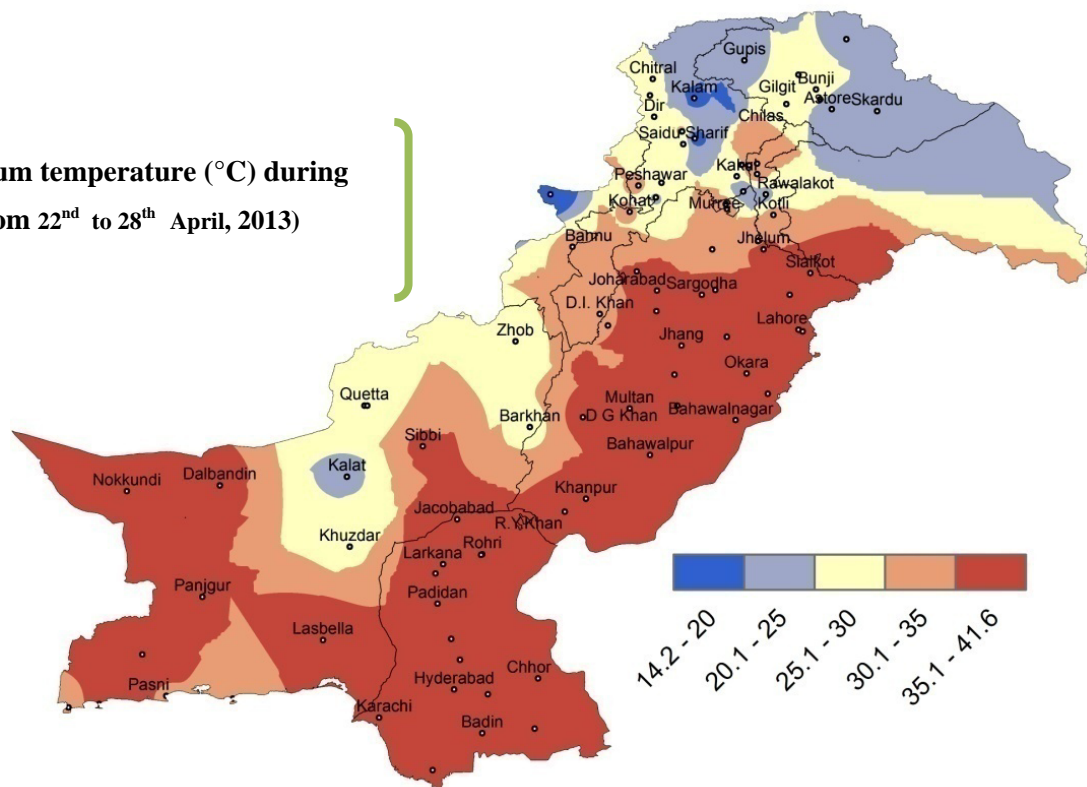 um temperature (°C) during
om 22nd to 28th April, 2013)
Gupis
Chitral
Bunji
Kalam
Gilgit
Dir
Astore Skardu
Chilas
Saidu Sharif
Peshawar
Rawalakot
Kohat
Murree
Kotli
Bannu
Jhelum
Sialkot
Joharabad
Sargodha
D.I. Khan
Lahore
Zhob
Jhang
Okara
Quetta
Multan
Barkhan
D G Khan
Bahawalnagar
Sibbi
Bahawalpur
Kalat
Nokkundi
Dalbandin
Khanpur
Jacobabad
R.Y.Khan
Khuzdar
Rohri
Larkana
Panjgur
Padidan
Lasbella
Chhor
Hyderabad
Pasni
Karachi
Badin
14.2 - 20
20.1 - 25
25.1 - 30
30.1 - 35
35.1 - 41.6